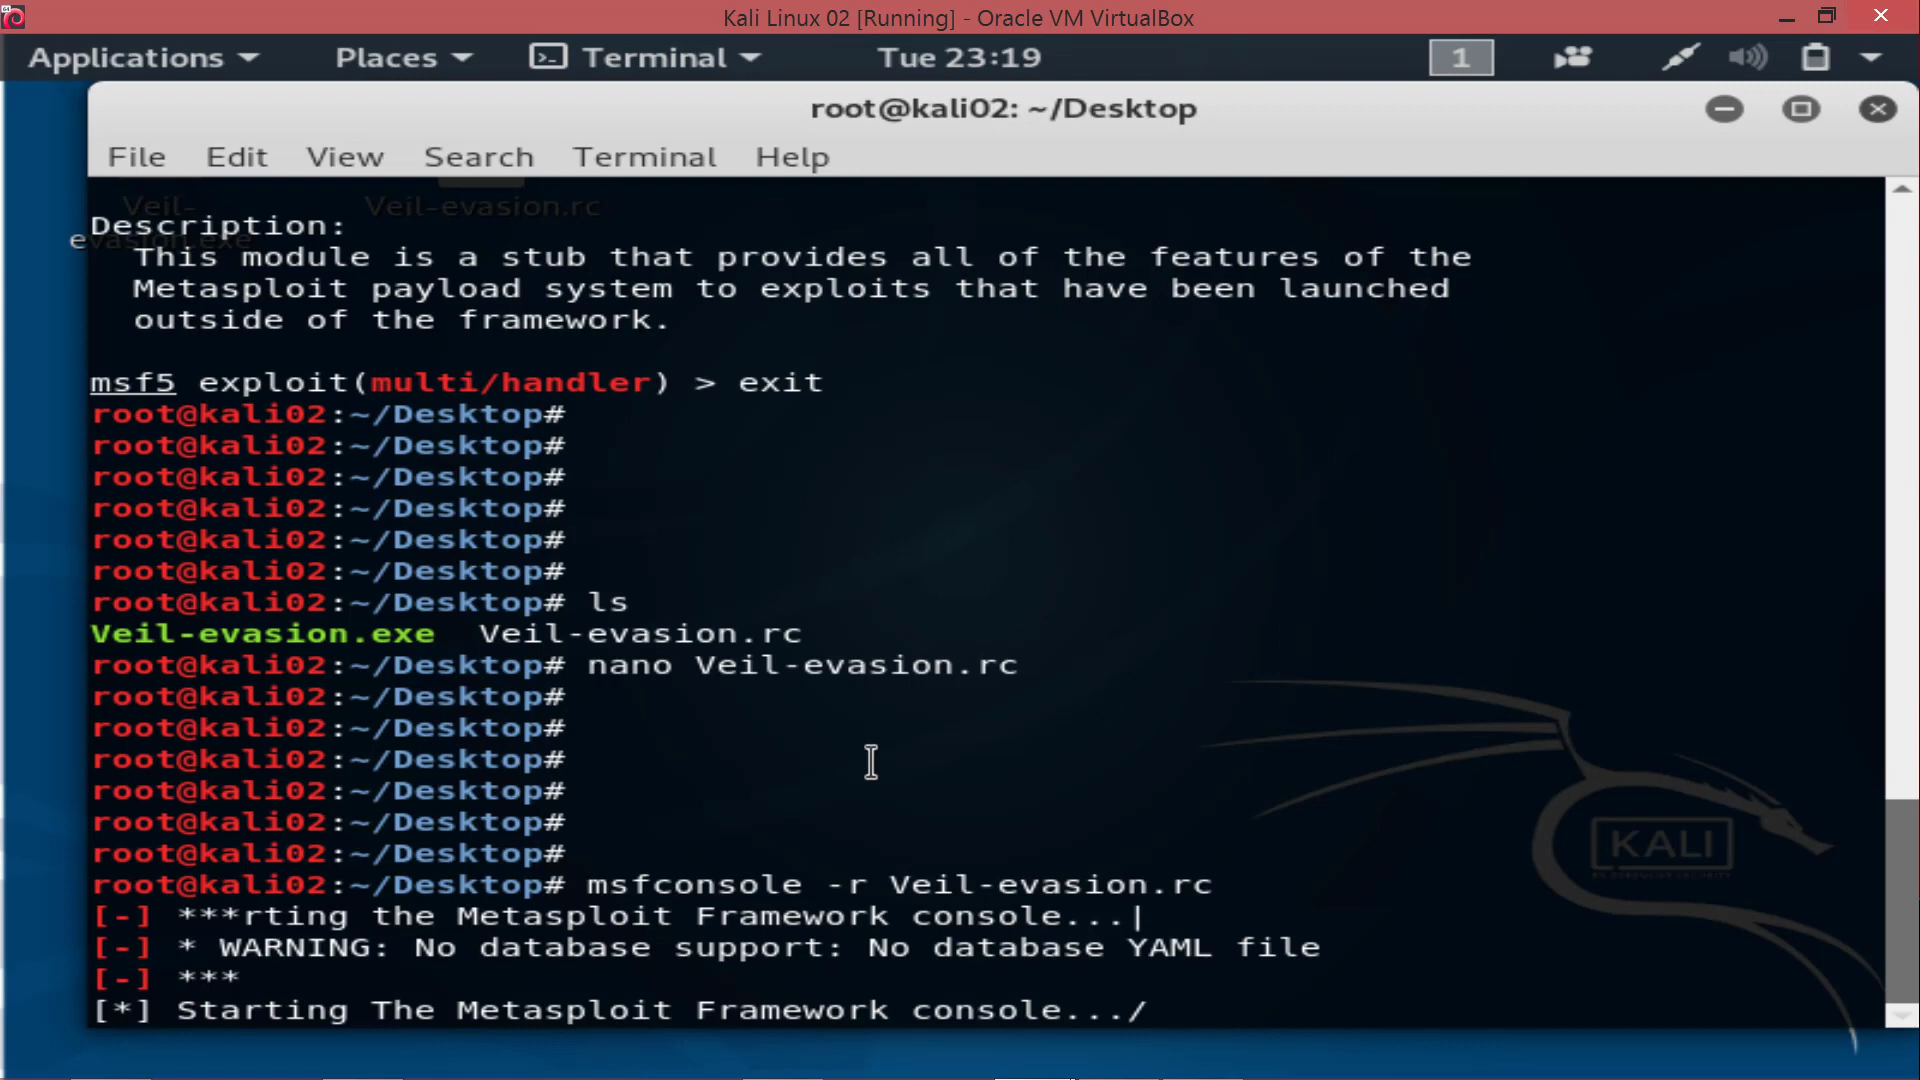 Kali Linux 02 [Running] - Oracle VM VirtualBox
Applications Places Terminal Tue 23:19 1
root@kali02: ~/Desktop
File Edit View Search Terminal Help
Veil- Veil-evasion.rc
evasion.exe
Description:
This module is a stub that provides all of the features of the
Metasploit payload system to exploits that have been launched
outside of the framework.
msf5 exploit(multi/handler) > exit
root@kali02:~/Desktop#
root@kali02:~/Desktop#
root@kali02:~/Desktop#
root@kali02:~/Desktop#
root@kali02:~/Desktop#
root@kali02:~/Desktop#
root@kali02:~/Desktop# ls
Veil-evasion.exe Veil-evasion.rc
root@kali02:~/Desktop# nano Veil-evasion.rc
root@kali02:~/Desktop#
root@kali02:~/Desktop#
root@kali02:~/Desktop#
root@kali02:~/Desktop#
root@kali02:~/Desktop#
root@kali02:~/Desktop#
root@kali02:~/Desktop# msfconsole -r Veil-evasion.rc
[-] ***rting the Metasploit Framework console...|
[-] * WARNING: No database support: No database YAML file
[-] ***
[*] Starting The Metasploit Framework console.../
KALI